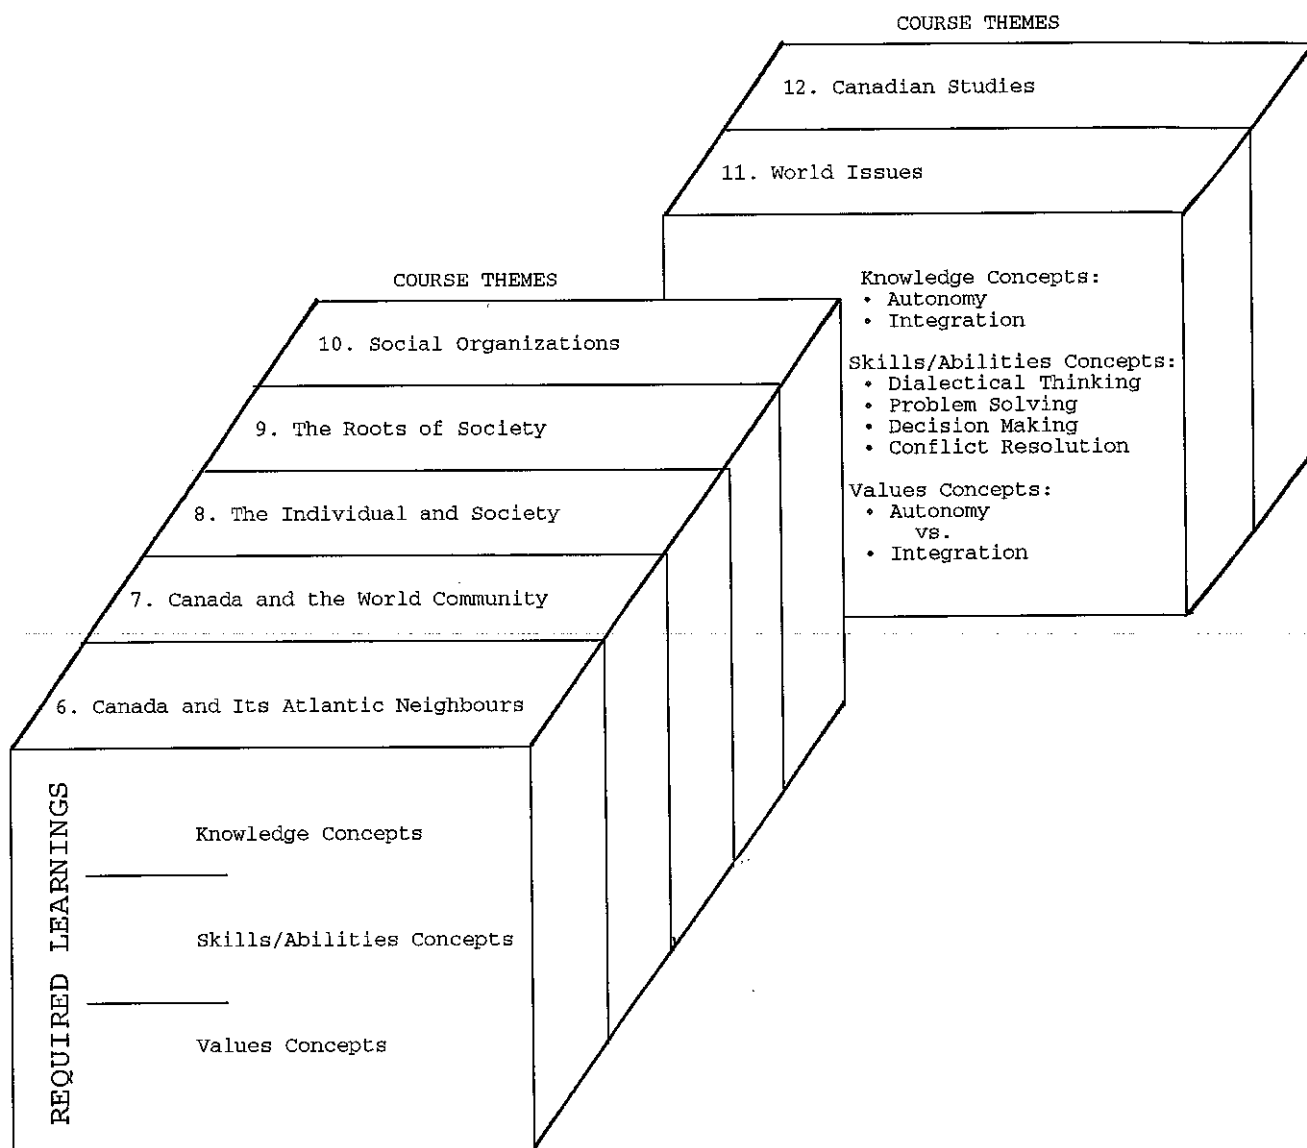 COURSE THEMES
12. Canadian Studies
11. World Issues
Knowledge Concepts:
• Autonomy
• Integration
Skills/Abilities Concepts:
• Dialectical Thinking
• Problem Solving
• Decision Making
• Conflict Resolution
Values Concepts:
• Autonomy
vs.
• Integration
COURSE THEMES
10. Social Organizations
9. The Roots of Society
8. The Individual and Society
7. Canada and the World Community
6. Canada and Its Atlantic Neighbours
REQUIRED LEARNINGS
Knowledge Concepts
Skills/Abilities Concepts
Values Concepts